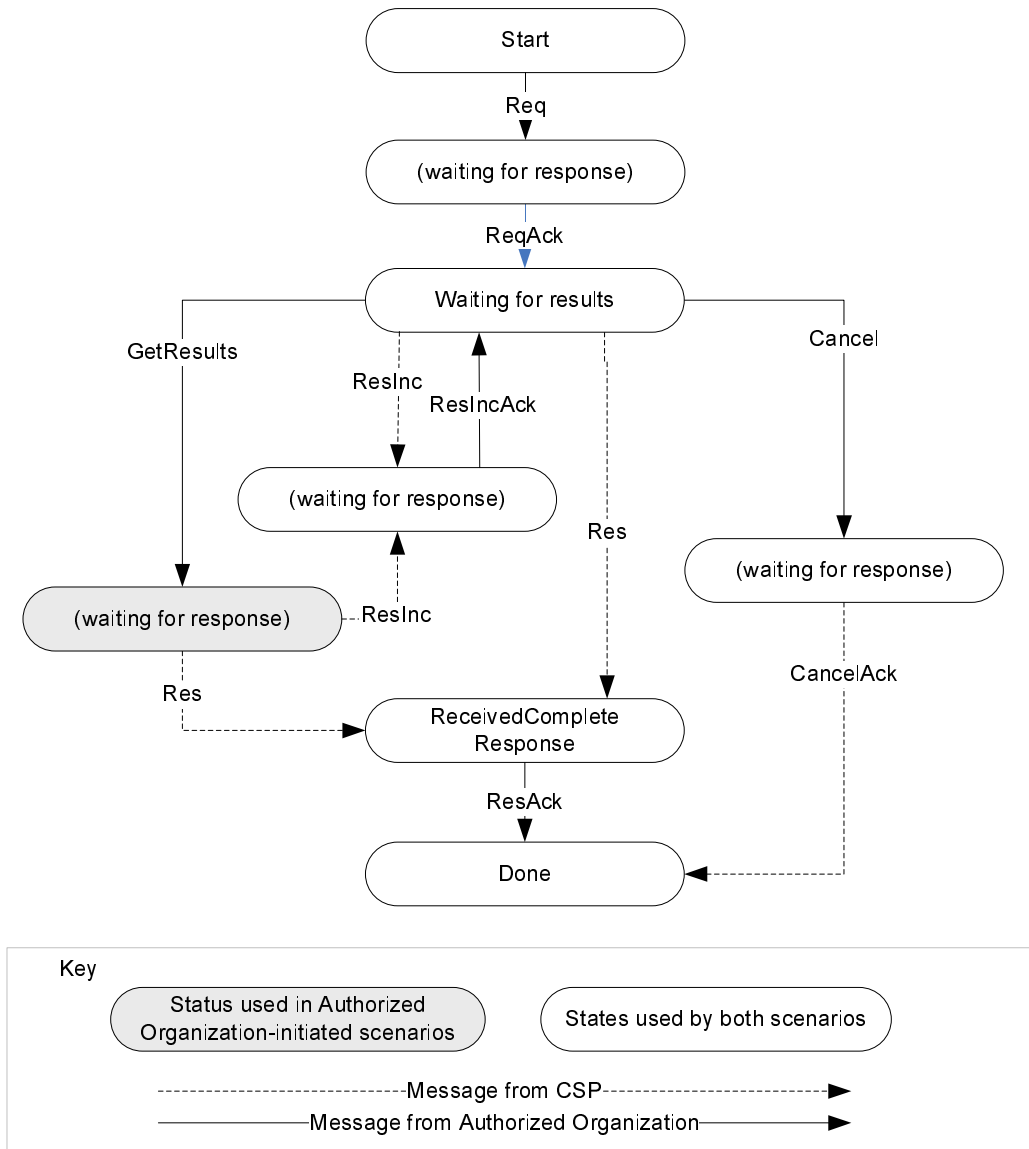 Start
Req
(waiting for response)
ReqAck
Waiting for results
GetResults
Cancel
ResInc
ResIncAck
(waiting for response)
Res
(waiting for response)
(waiting for response)
ResInc
Res
CancelAck
ReceivedComplete
Response
ResAck
Done
Key
Status used in Authorized
Organization-initiated scenarios
States used by both scenarios
Message from CSP
Message from Authorized Organization